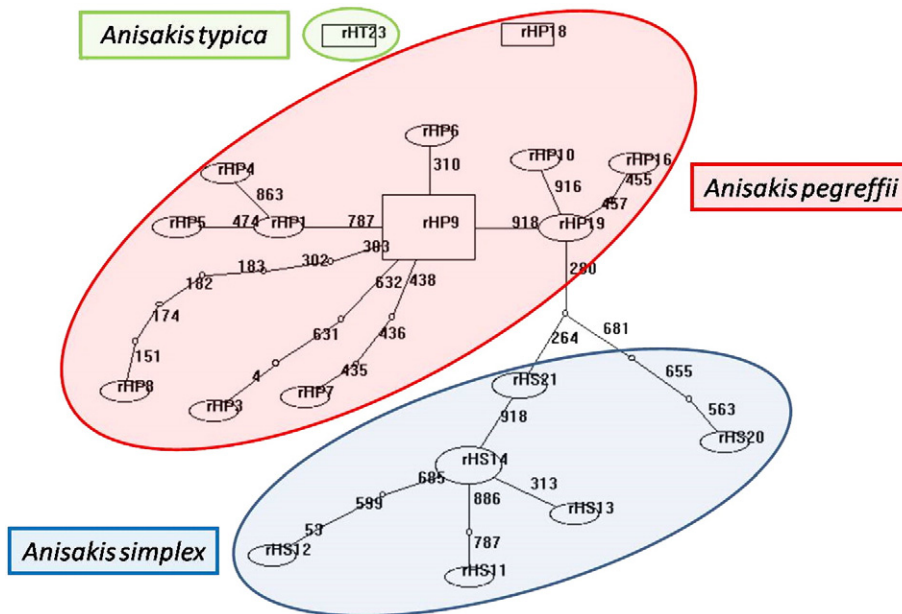 Anisakis typica
rHT23
rHP18
rHP6
310
rHP4
863
rHP10
916
rHP16
455
457
Anisakis pegreffii
rHP5
474
rHP1
787
rHP9
918
rHP19
303
302
183
182
174
151
rHP8
632
631
4
rHP3
438
436
435
rHP7
280
264
681
655
563
rHS20
rHS21
918
rHS14
685
599
53
rHS12
886
787
rHS11
313
rHS13
Anisakis simplex